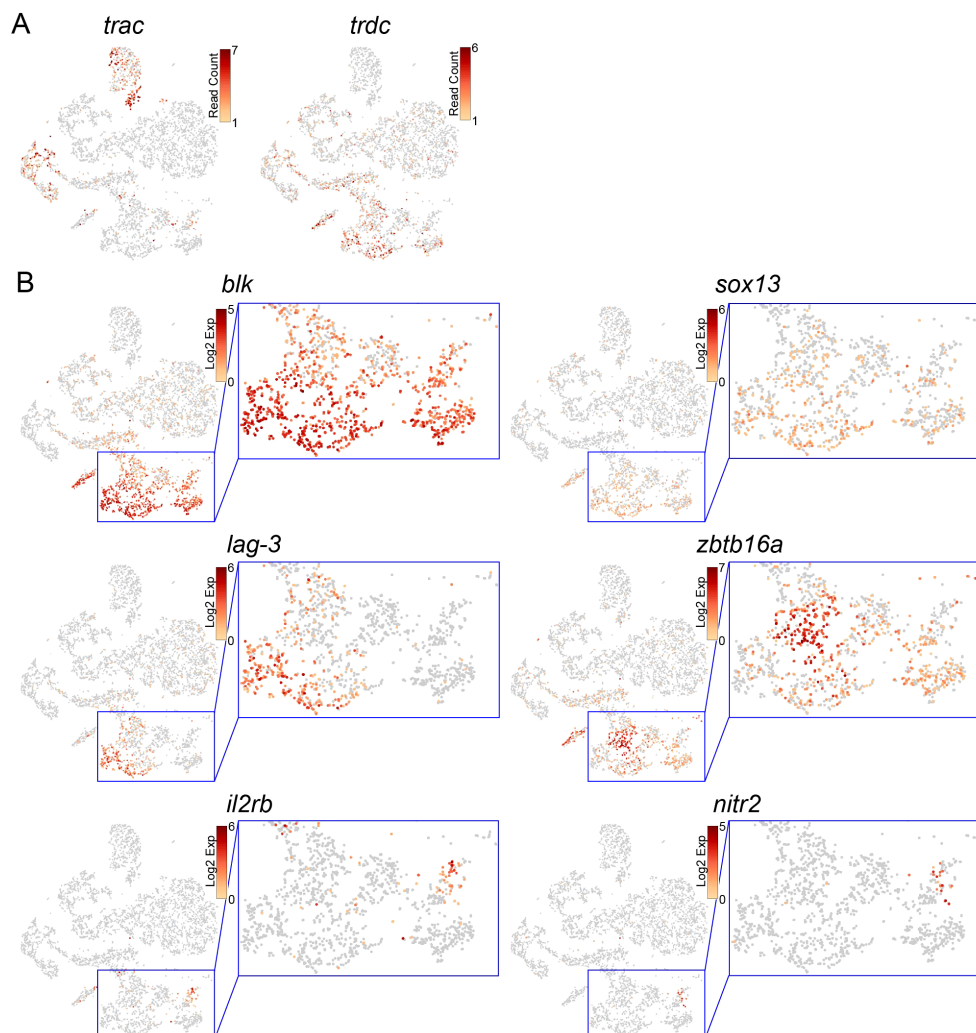 A
trac
trdc
7
Read Count
1
6
Read Count
1
B
blk
sox13
5
Log2 Exp
0
6
Log2 Exp
0
lag-3
zbtb16a
6
Log2 Exp
0
7
Log2 Exp
0
il2rb
nitr2
6
Log2 Exp
0
5
Log2 Exp
0